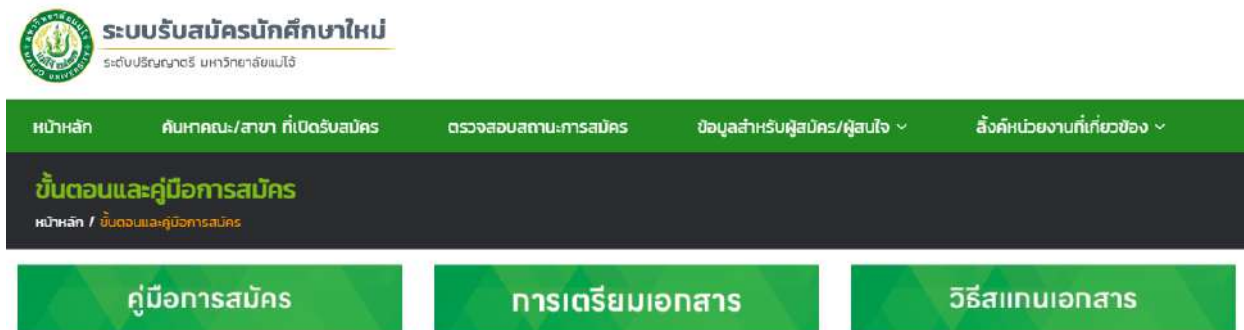 ระบบรับสมัครนักศึกษาใหม่
ระดับปริญญาตรี มหาวิทยาลัยแม่โจ้
หน้าหลัก ค้นหาคณะ/สาขา ที่เปิดรับสมัคร ตรวจสอบสถานะการสมัคร ข้อมูลสำหรับผู้สมัคร/ผู้สนใจ ลิ้งค์หน่วยงานที่เกี่ยวข้อง
ขั้นตอนและคู่มือการสมัคร
หน้าหลัก / ขั้นตอนและคู่มือการสมัคร
คู่มือการสมัคร การเตรียมเอกสาร วิธีสแกนเอกสาร